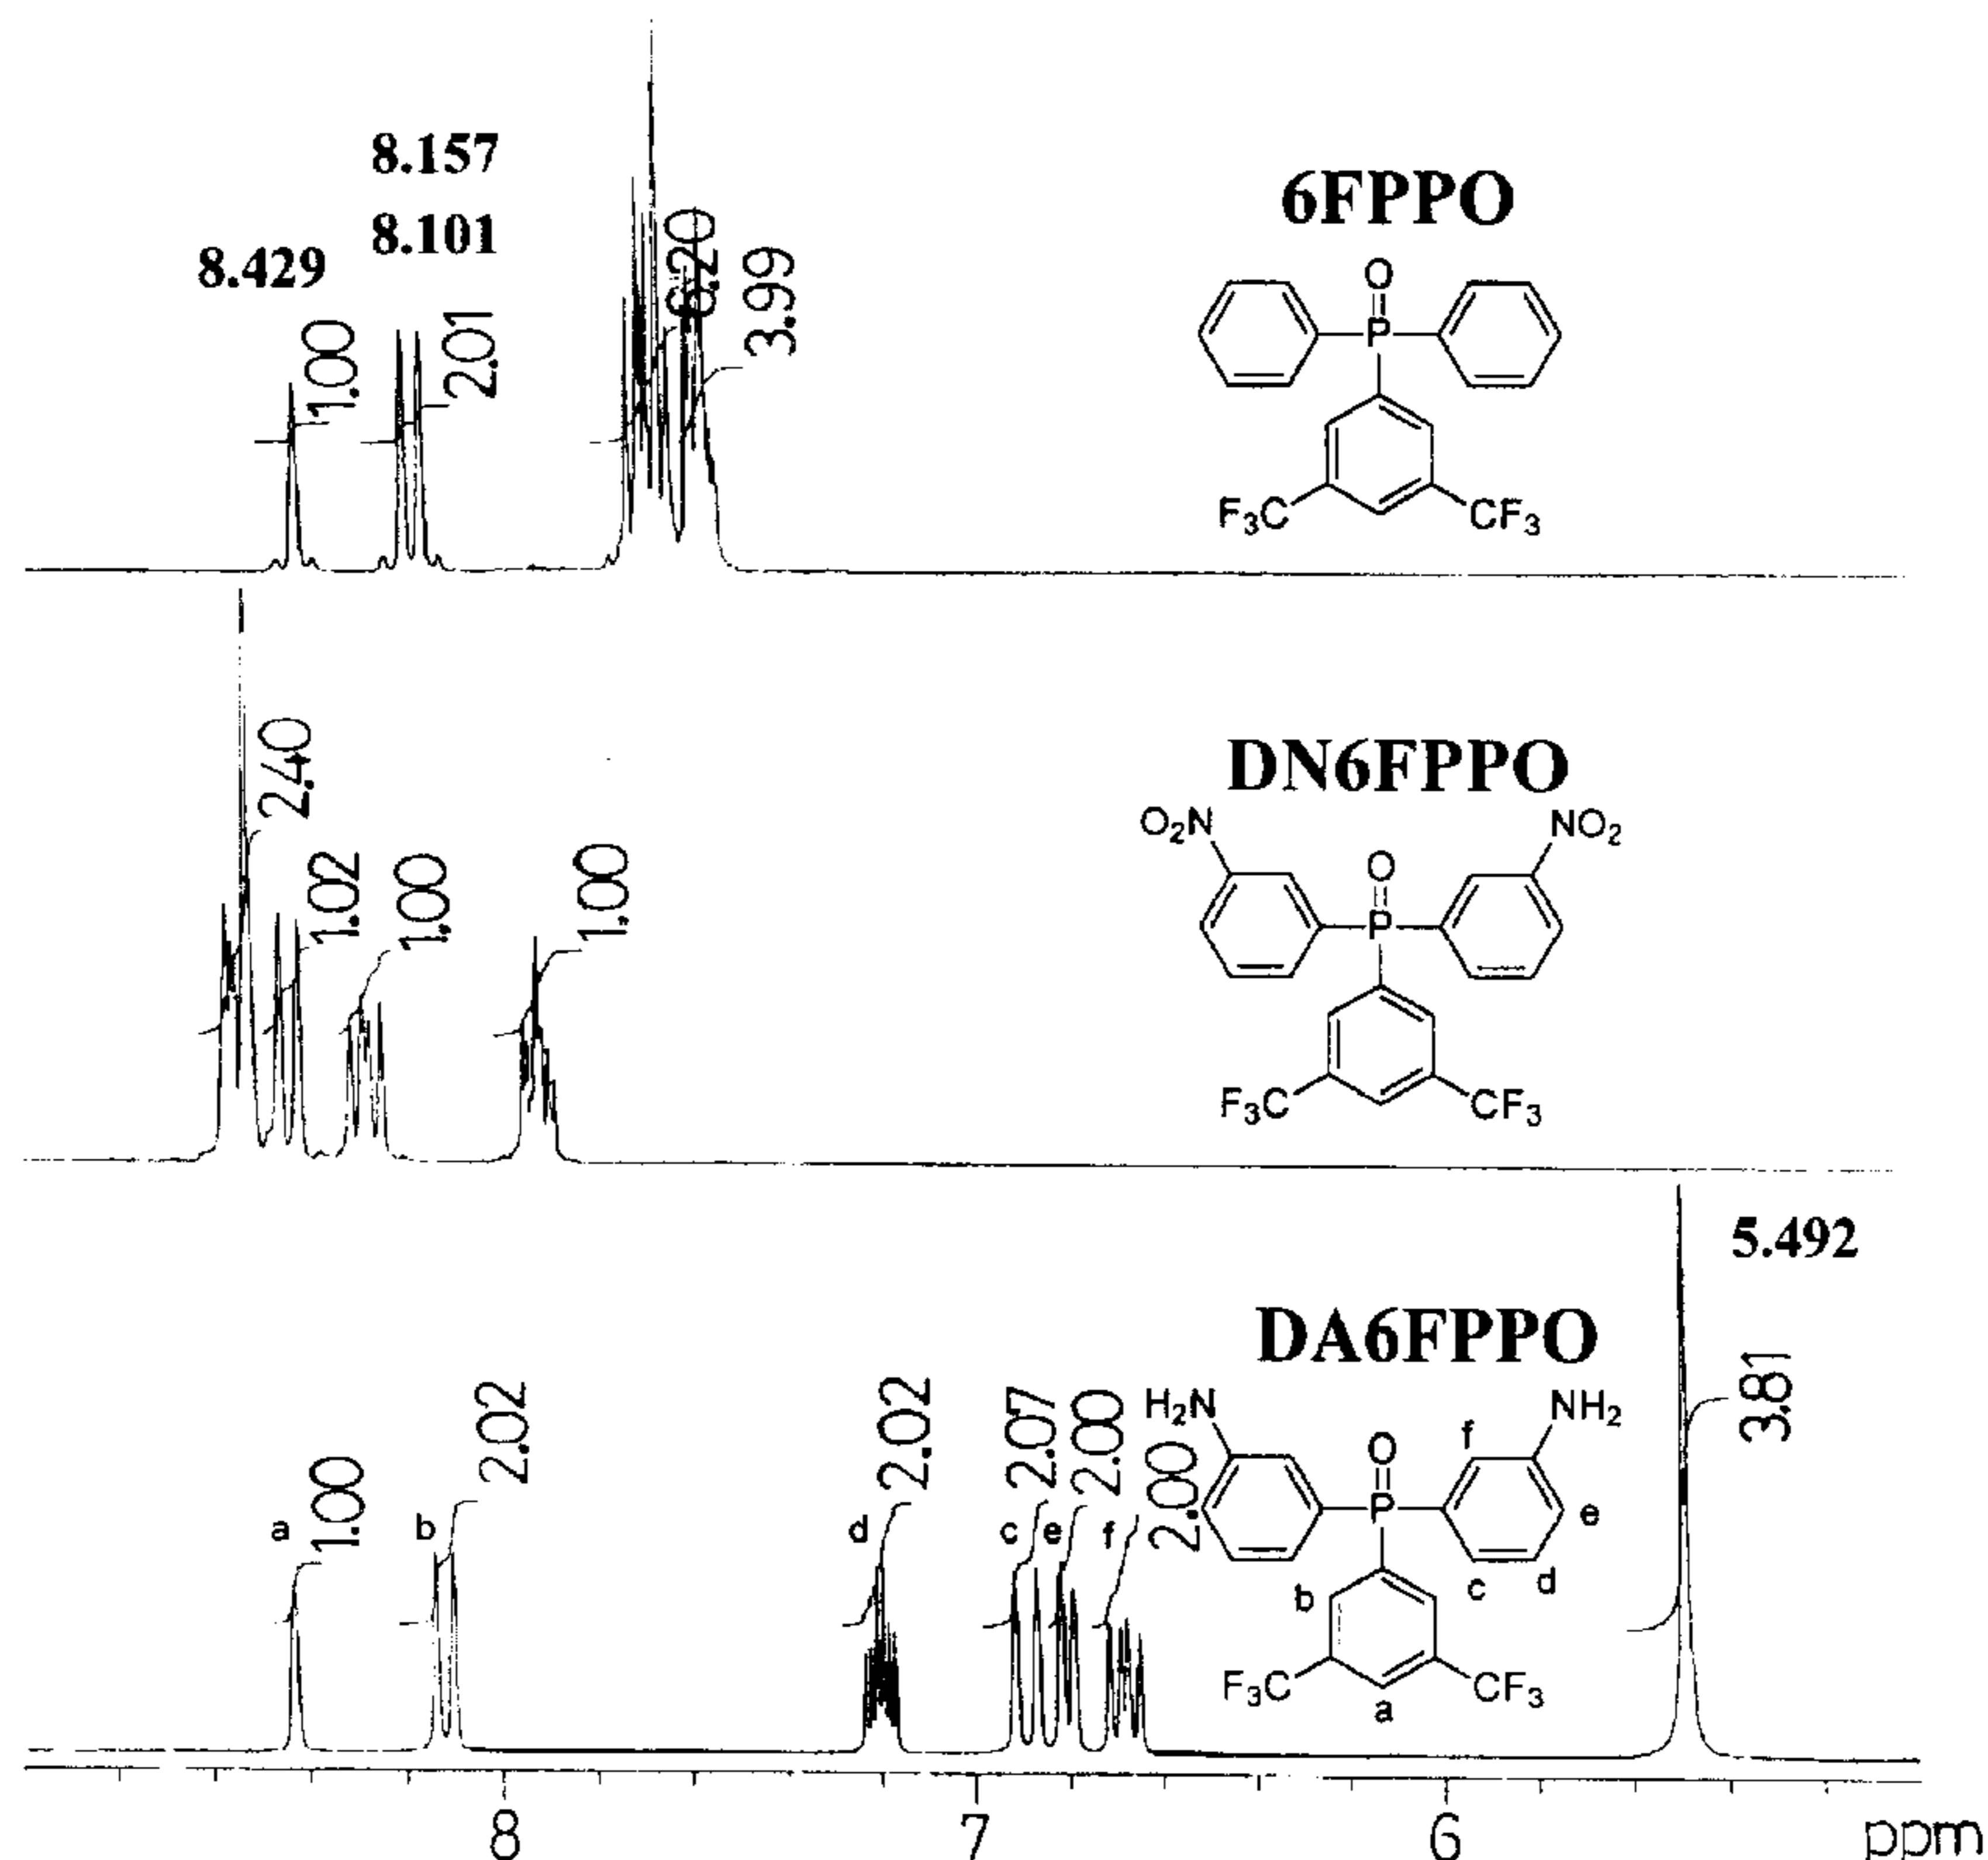 8.157
8.101
8.429
1.00
2.01
3.99
6FPPO
O
P
F3C
CF3
2.40
1.02
1.00
1.00
DN6FPPO
O2N
NO2
O
P
F3C
CF3
5.492
DA6FPPO
a
1.00
b
2.02
d
2.02
c
2.07
e
2.00
f
2.00
3.81
H2N
NH2
O
P
f
e
d
c
b
a
F3C
CF3
8
7
6
ppm